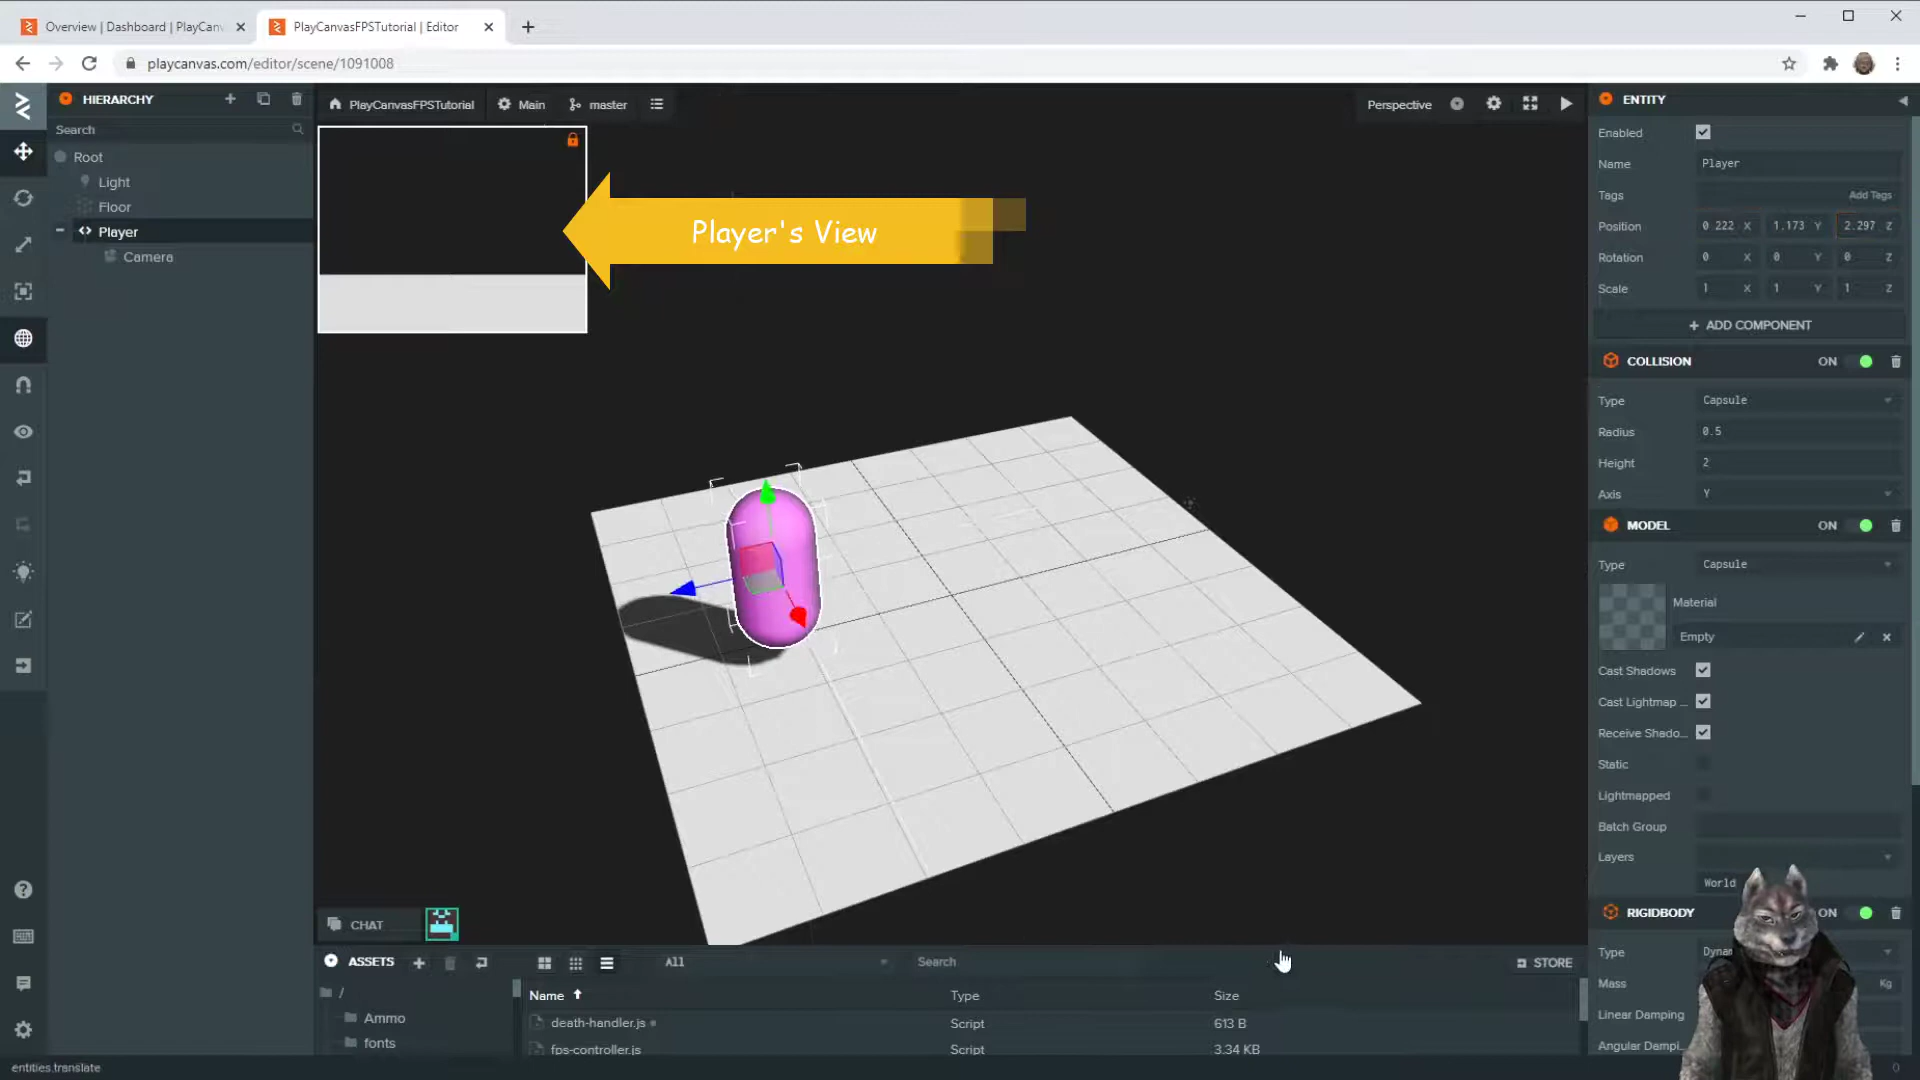 Overview | Dashboard | PlayCan
PlayCanvasFPSTutorial | Editor
playcanvas.com/editor/scene/1091008
HIERARCHY
Search
Root
Light
Floor
Player
Camera
PlayCanvasFPSTutorial
Main
master
Perspective
Player's View
ENTITY
Enabled
Name Player
Tags Add Tags
Position 0.222 X 1.173 Y 2.297 Z
Rotation 0 X 0 Y 0 Z
Scale 1 X 1 Y 1 Z
+ ADD COMPONENT
COLLISION ON
Type Capsule
Radius 0.5
Height 2
Axis Y
MODEL ON
Type Capsule
Material
Empty
Cast Shadows
Cast Lightmap ...
Receive Shado...
Static
Lightmapped
Batch Group
Layers
World
RIGIDBODY ON
Type Dynam
Mass Kg
Linear Damping
Angular Dampi...
CHAT
ASSETS
All
Search
STORE
/
Ammo
fonts
Name Type Size
death-handler.js Script 613 B
fps-controller.js Script 3.34 KB
entities.translate
0